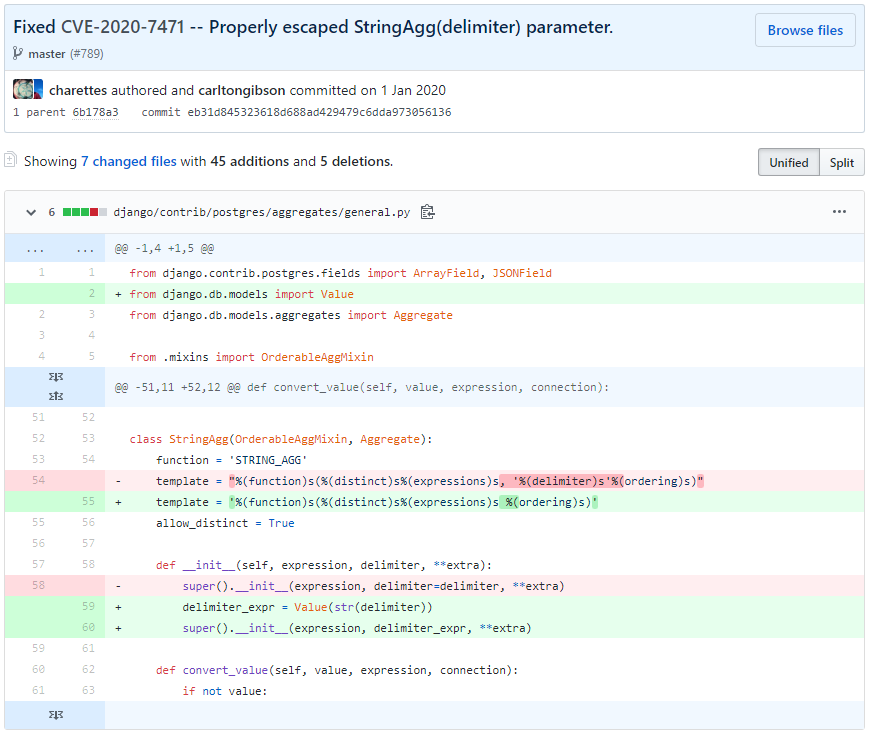 Fixed CVE-2020-7471 -- Properly escaped StringAgg(delimiter) parameter.
Browse files
master (#789)
charettes authored and carltongibson committed on 1 Jan 2020
1 parent 6b178a3 commit eb31d845323618d688ad429479c6dda973056136
Showing 7 changed files with 45 additions and 5 deletions.
Unified Split
6 django/contrib/postgres/aggregates/general.py ...
... ... @@ -1,4 +1,5 @@
1 1 from django.contrib.postgres.fields import ArrayField, JSONField
2 + from django.db.models import Value
2 3 from django.db.models.aggregates import Aggregate
3 4
4 5 from .mixins import OrderableAggMixin
@@ -51,11 +52,12 @@ def convert_value(self, value, expression, connection):
51 52
52 53 class StringAgg(OrderableAggMixin, Aggregate):
53 54 function = 'STRING_AGG'
54 - template = "%(function)s(%(distinct)s%(expressions)s, '%(delimiter)s'%(ordering)s)"
55 + template = '%(function)s(%(distinct)s%(expressions)s %(ordering)s)'
55 56 allow_distinct = True
56 57
57 58 def __init__(self, expression, delimiter, **extra):
58 - super().__init__(expression, delimiter=delimiter, **extra)
59 + delimiter_expr = Value(str(delimiter))
60 + super().__init__(expression, delimiter_expr, **extra)
59 61
60 62 def convert_value(self, value, expression, connection):
61 63 if not value: